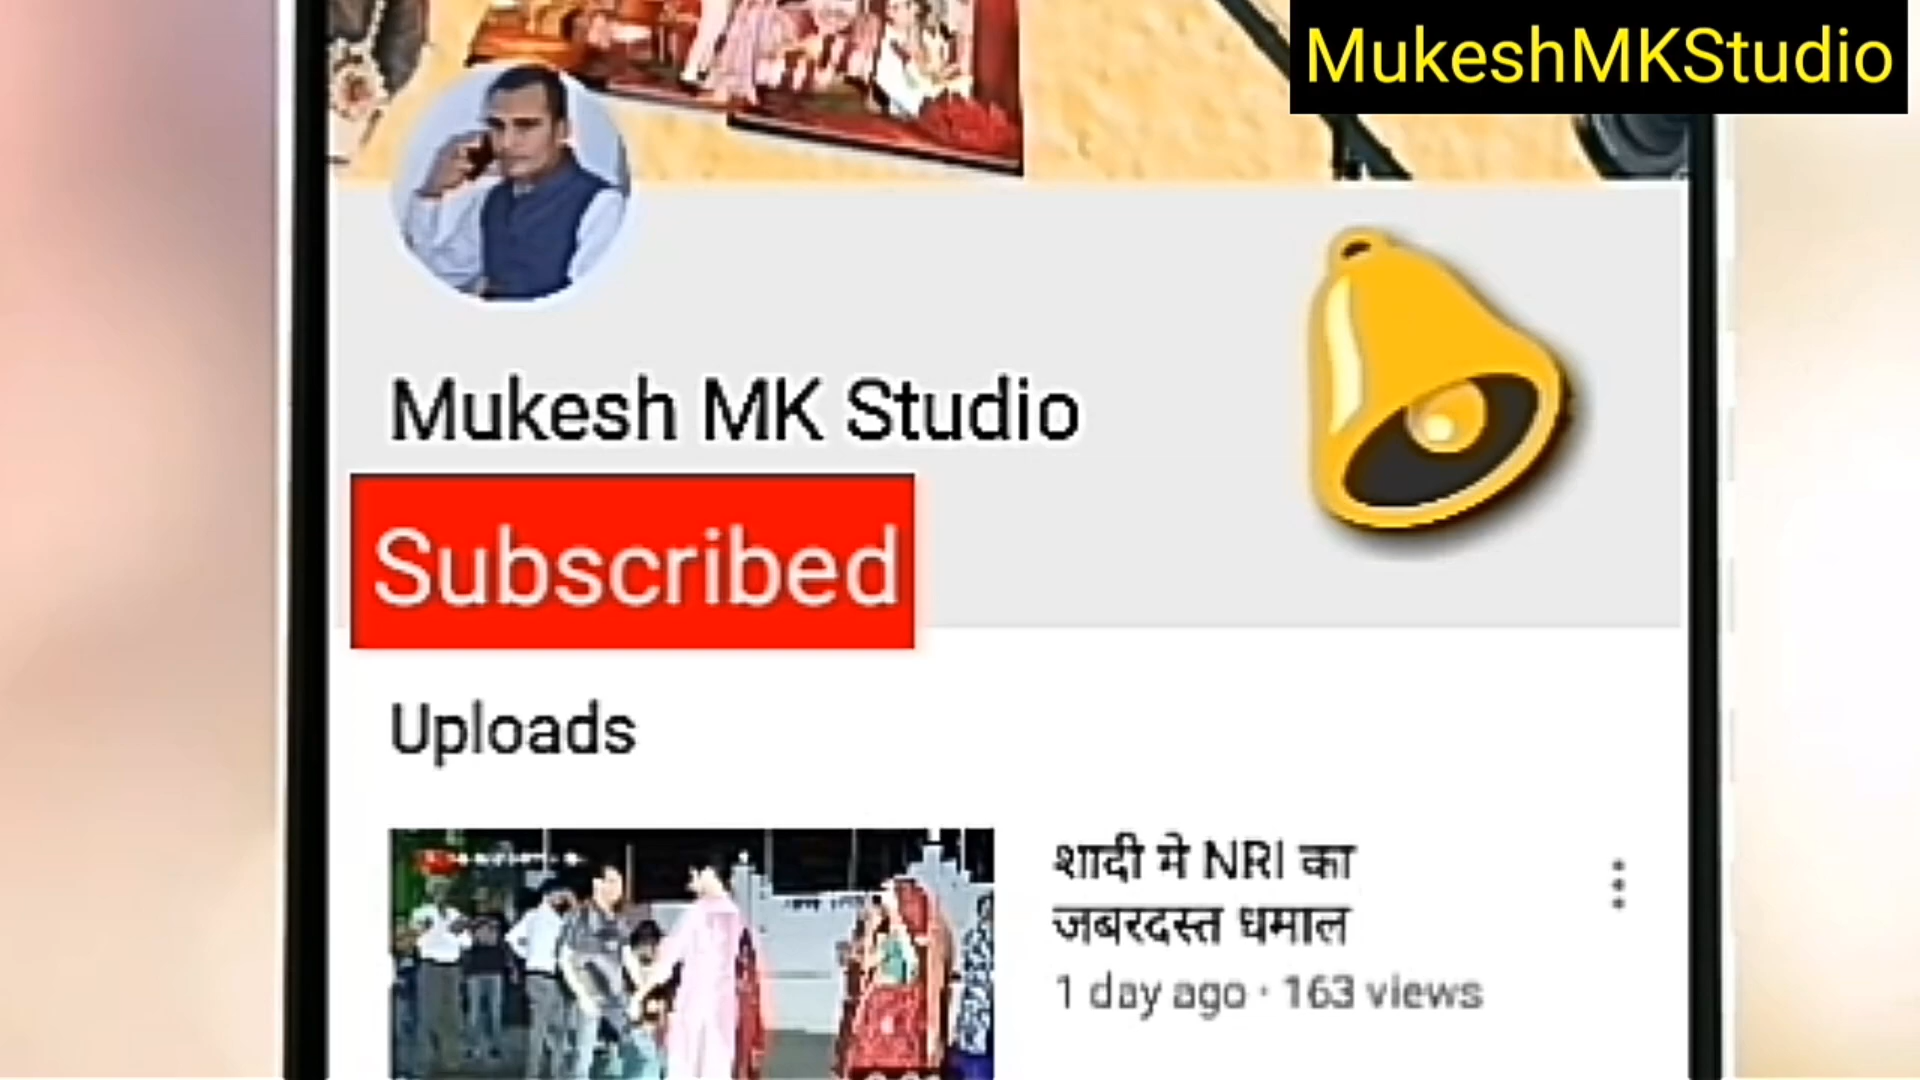 MukeshMKStudio
Mukesh MK Studio
Subscribed
Uploads
शादी मे NRI का
जबरदस्त धमाल
1 day ago · 163 views